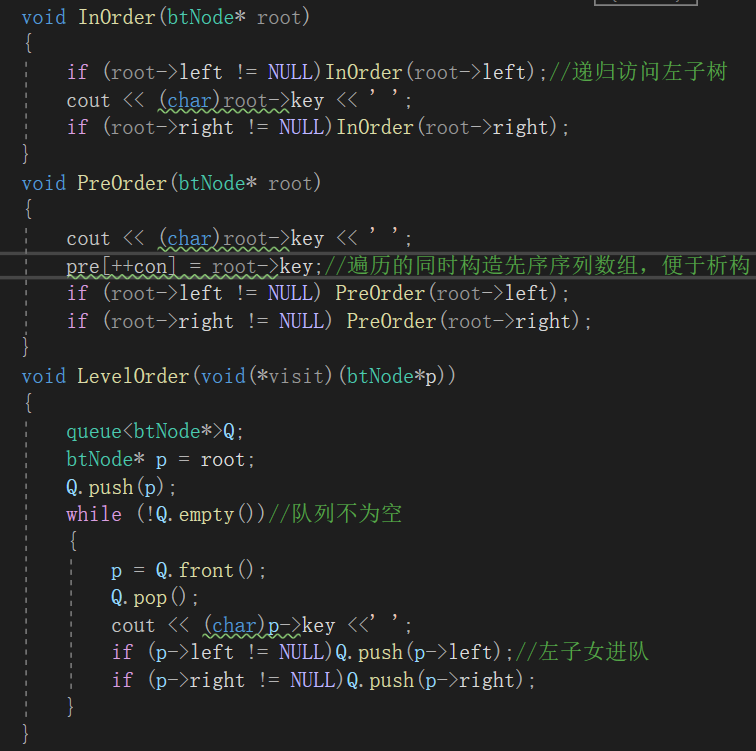 void InOrder(btNode* root)
{
if (root->left != NULL)InOrder(root->left);//递归访问左子树
cout << (char)root->key << ' ';
if (root->right != NULL)InOrder(root->right);
}
void PreOrder(btNode* root)
{
cout << (char)root->key << ' ';
pre[++con] = root->key;//遍历的同时构造先序序列数组，便于析构
if (root->left != NULL) PreOrder(root->left);
if (root->right != NULL) PreOrder(root->right);
}
void LevelOrder(void(*visit)(btNode*p))
{
queue<btNode*>Q;
btNode* p = root;
Q.push(p);
while (!Q.empty())//队列不为空
{
p = Q.front();
Q.pop();
cout << (char)p->key <<' ';
if (p->left != NULL)Q.push(p->left);//左子女进队
if (p->right != NULL)Q.push(p->right);
}
}